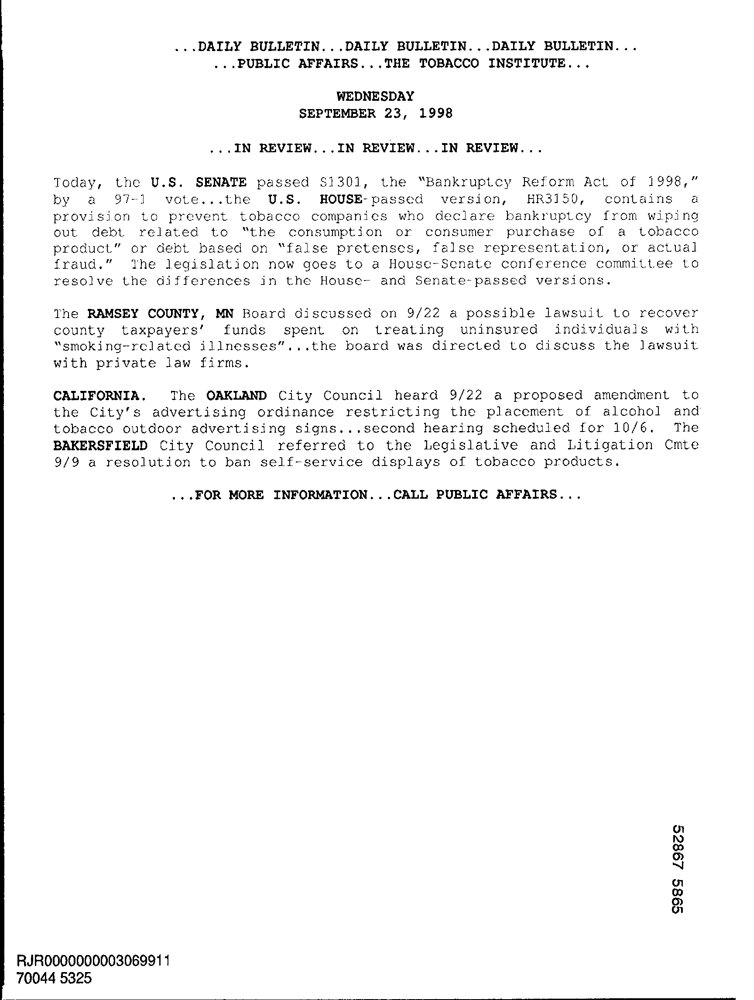 ...DAILY BULLETIN...DAILY BULLETIN...DAILY BULLETIN...
...PUBLIC AFFAIRS...THE TOBACCO INSTITUTE...
WEDNESDAY
SEPTEMBER 23, 1998
...IN REVIEW...IN REVIEW...IN REVIEW...
Today, the U.S. SENATE passed S1301, the "Bankruptcy Reform Act of 1998,"
by a 97-1 vote...the U.S. HOUSE-passed version, HR3150, contains a
provision to prevent tobacco companies who declare bankruptcy from wiping
out debt related to "the consumption or consumer purchase of a tobacco
product" or debt based on "false pretenses, false representation, or actual
fraud." The legislation now goes to a House-Senate conference committee to
resolve the differences in the House- and Senate-passed versions.
The RAMSEY COUNTY, MN Board discussed on 9/22 a possible lawsuit to recover
county taxpayers' funds spent on treating uninsured individuals with
"smoking-related illnesses"...the board was directed to discuss the lawsuit
with private law firms.
CALIFORNIA. The OAKLAND City Council heard 9/22 a proposed amendment to
the City's advertising ordinance restricting the placement of alcohol and
tobacco outdoor advertising signs...second hearing scheduled for 10/6. The
BAKERSFIELD City Council referred to the Legislative and Litigation Cmte
9/9 a resolution to ban self-service displays of tobacco products.
...FOR MORE INFORMATION...CALL PUBLIC AFFAIRS...
52867 5865
RJR0000000003069911
70044 5325